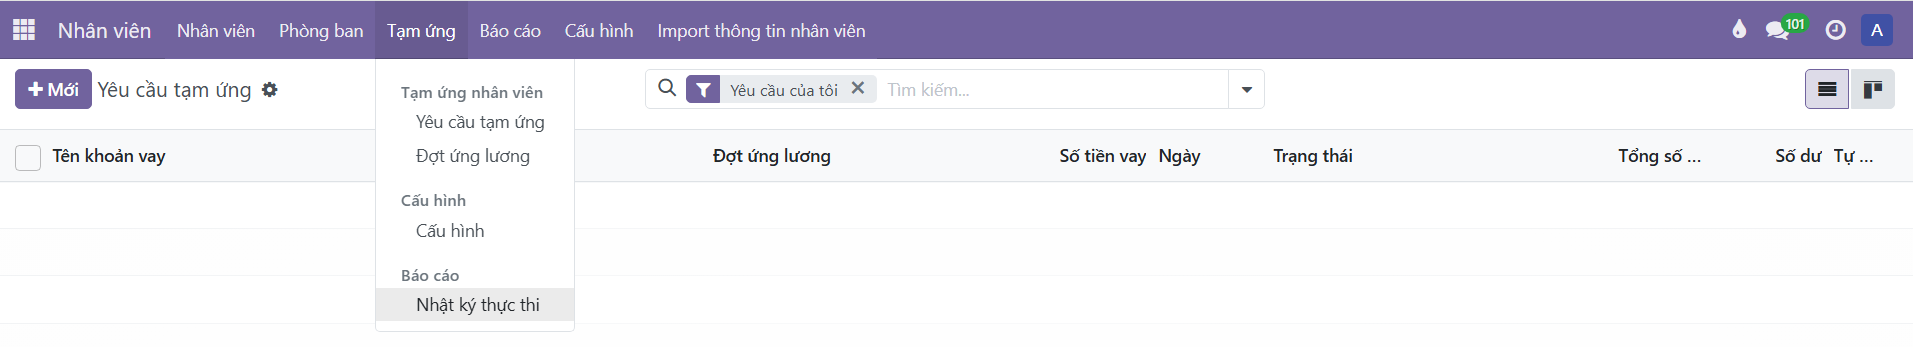 Nhân viên Nhân viên Phòng ban Tạm ứng Báo cáo Cấu hình Import thông tin nhân viên 101 A
Mới Yêu cầu tạm ứng Yêu cầu của tôi Tìm kiếm...
Tạm ứng nhân viên
Yêu cầu tạm ứng
Đợt ứng lương
Cấu hình
Cấu hình
Báo cáo
Nhật ký thực thi
Tên khoản vay Đợt ứng lương Số tiền vay Ngày Trạng thái Tổng số ... Số dư Tự ...